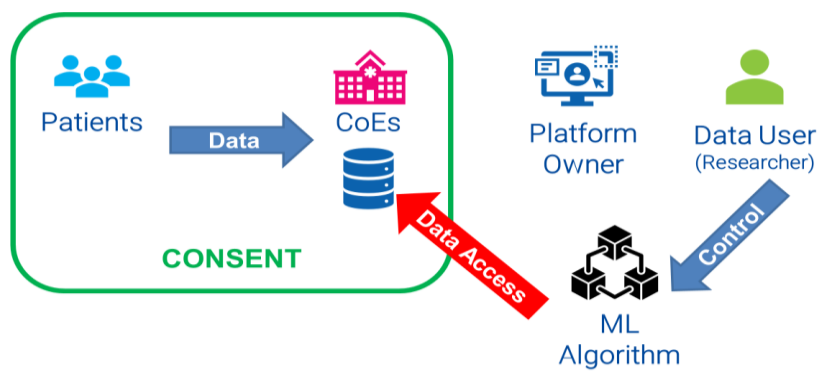 Patients
Data
CoEs
CONSENT
Platform
Owner
Data User
(Researcher)
Control
Data Access
ML
Algorithm